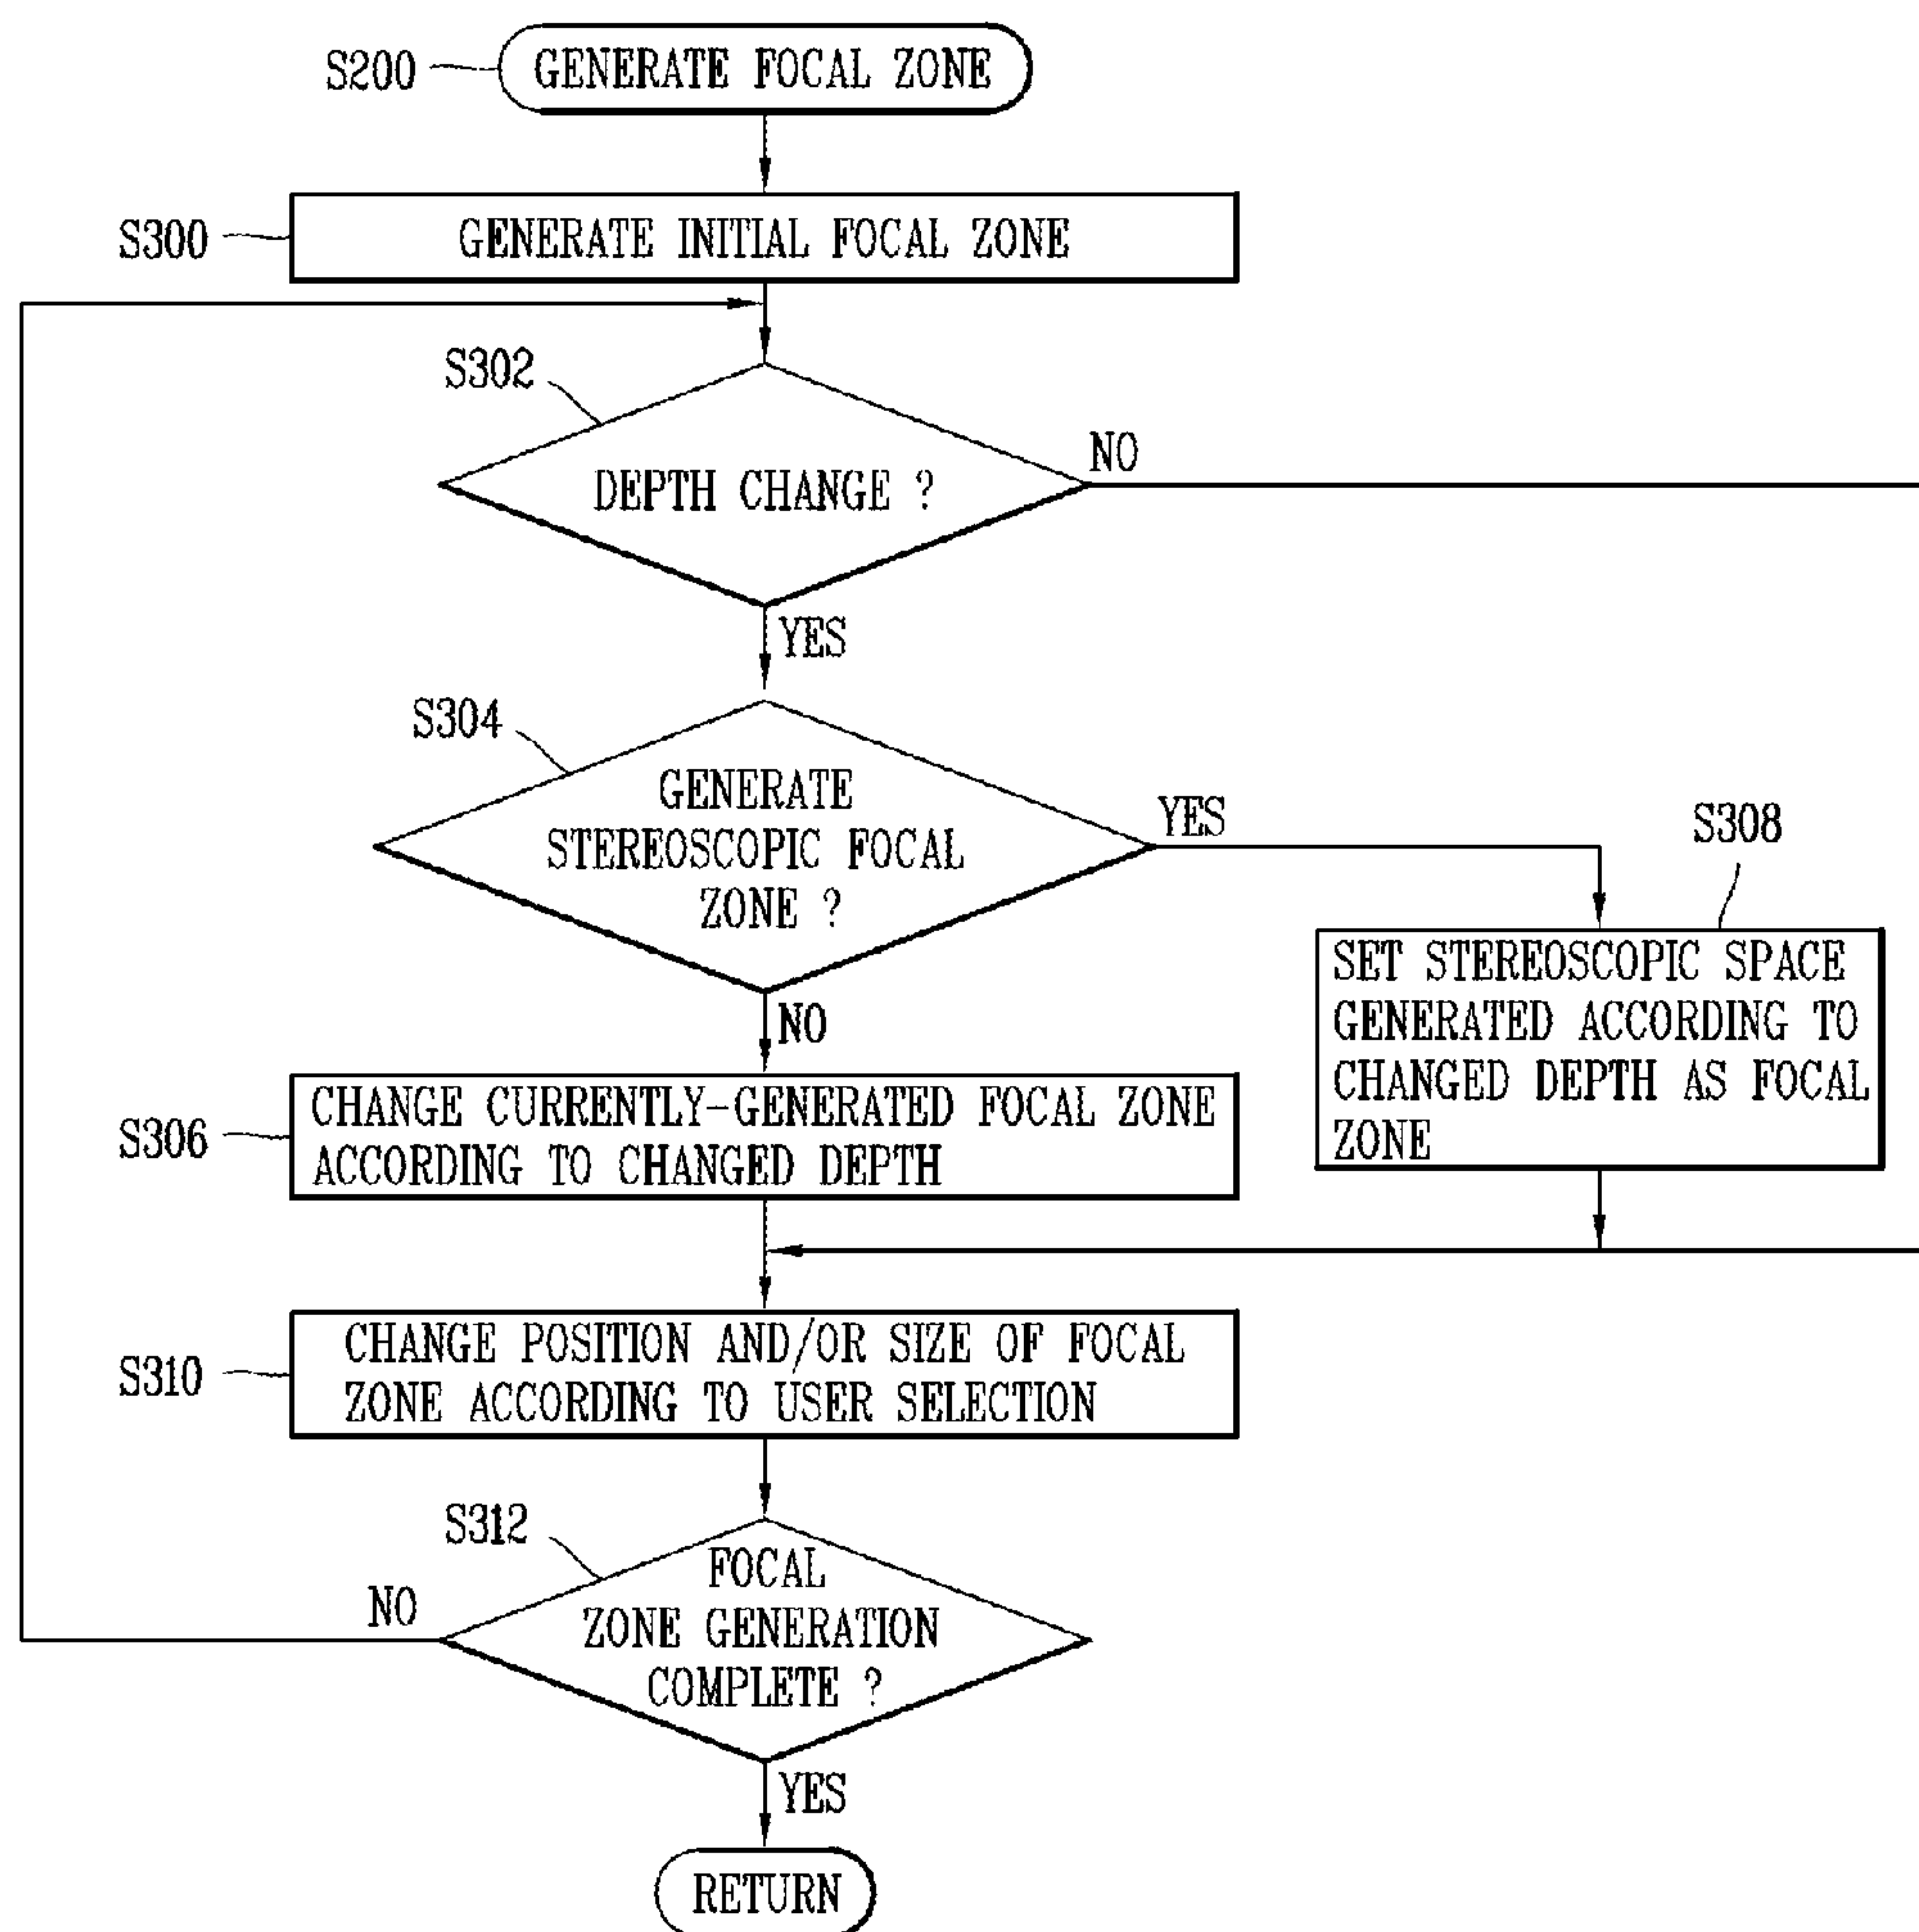 S200
GENERATE FOCAL ZONE
S300
GENERATE INITIAL FOCAL ZONE
S302
DEPTH CHANGE ?
NO
YES
S304
GENERATE
STEREOSCOPIC FOCAL
ZONE ?
YES
S308
SET STEREOSCOPIC SPACE
GENERATED ACCORDING TO
CHANGED DEPTH AS FOCAL
ZONE
NO
S306
CHANGE CURRENTLY-GENERATED FOCAL ZONE
ACCORDING TO CHANGED DEPTH
S310
CHANGE POSITION AND/OR SIZE OF FOCAL
ZONE ACCORDING TO USER SELECTION
S312
FOCAL
ZONE GENERATION
COMPLETE ?
NO
YES
RETURN